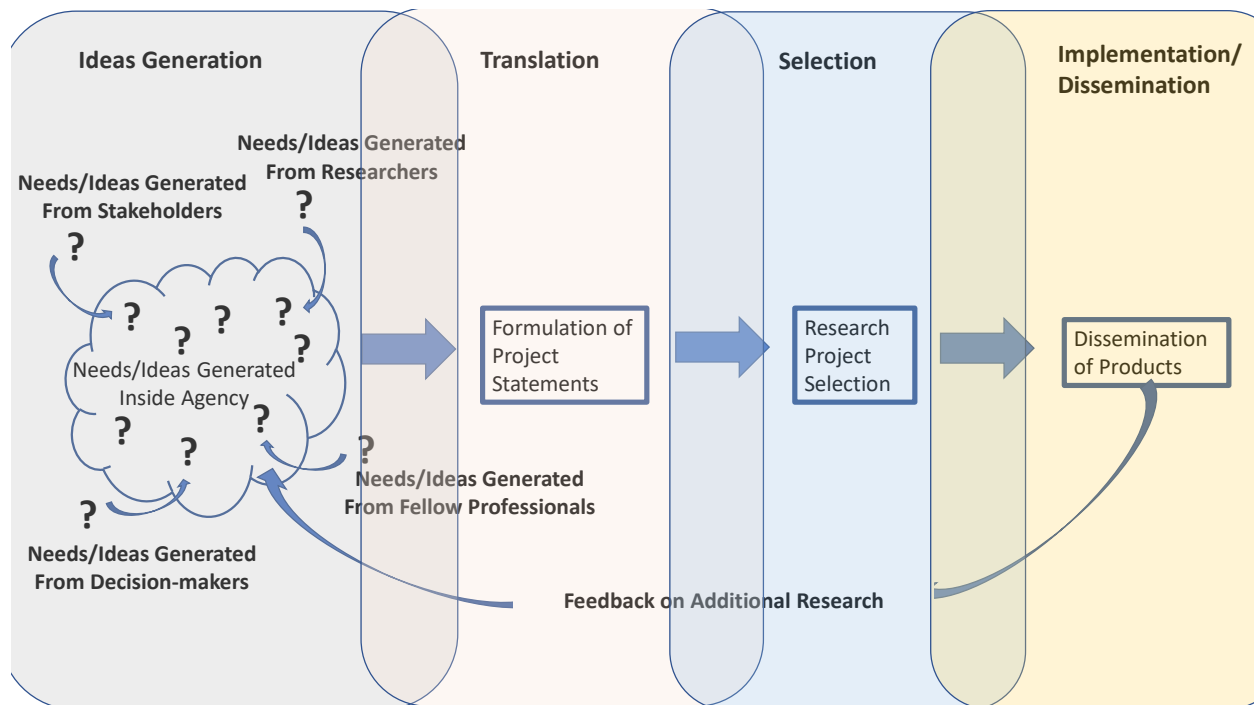 Ideas Generation
Translation
Selection
Implementation/
Dissemination
Needs/Ideas Generated
From Researchers
Needs/Ideas Generated
From Stakeholders
?
?
?
?
?
?
?
Needs/Ideas Generated
Inside Agency
?
?
?
?
Needs/Ideas Generated
From Fellow Professionals
?
Needs/Ideas Generated
From Decision-makers
Formulation of
Project
Statements
Research
Project
Selection
Dissemination
of Products
Feedback on Additional Research